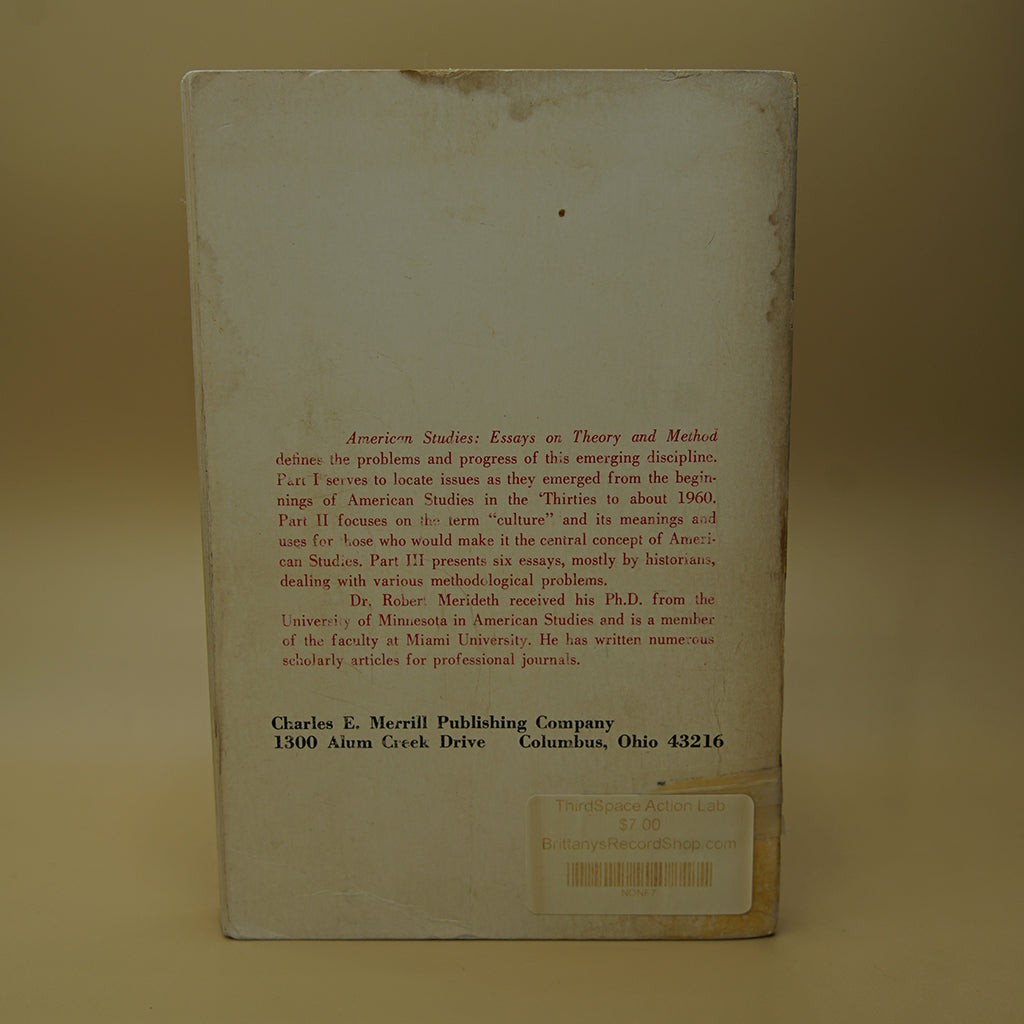 American Studies: Essays on Theory and Method
defines the problems and progress of this emerging discipline.
Part I serves to locate issues as they emerged from the begin-
nings of American Studies in the 'Thirties to about 1960.
Part II focuses on the term “culture” and its meanings and
uses for those who would make it the central concept of Ameri-
can Studies. Part III presents six essays, mostly by historians,
dealing with various methodological problems.
Dr. Robert Merideth received his Ph.D. from the
University of Minnesota in American Studies and is a member
of the faculty at Miami University. He has written numerous
scholarly articles for professional journals.
Charles E. Merrill Publishing Company
1300 Alum Creek Drive Columbus, Ohio 43216
ThirdSpace Action Lab
$7.00
BrittanysRecordShop.com